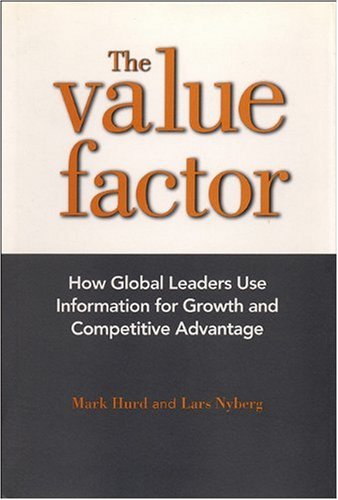 The
value
factor
How Global Leaders Use
Information for Growth and
Competitive Advantage
Mark Hurd and Lars Nyberg